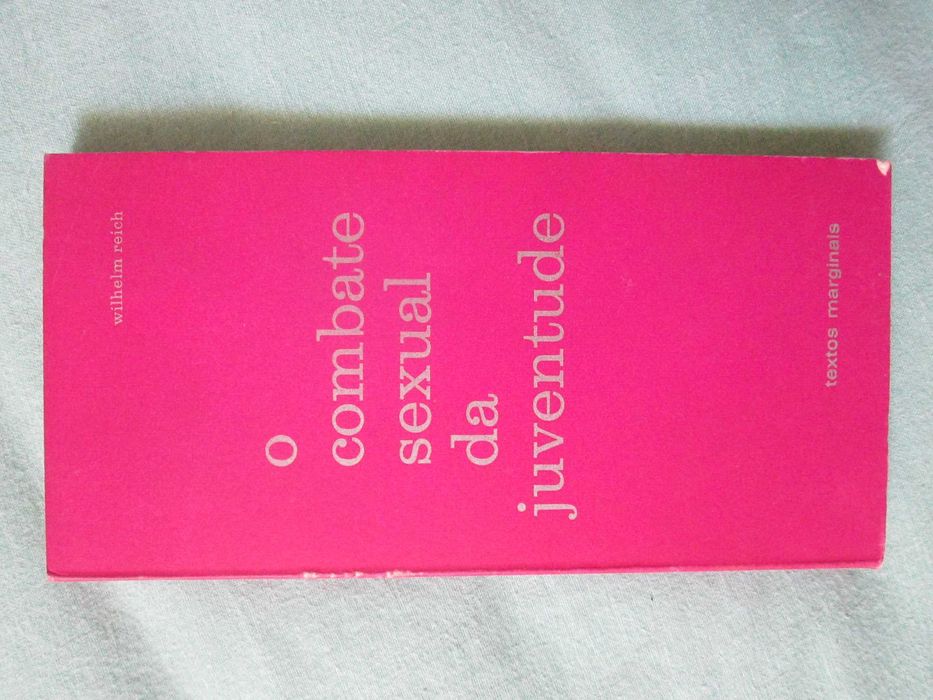 wilhelm reich
o
combate
sexual
da
juventude
textos marginais